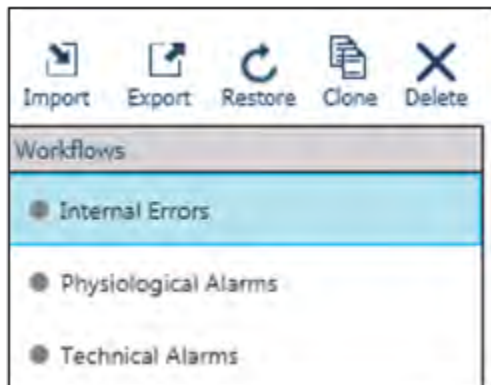 Import Export Restore Clone Delete
Workflows
Internal Errors
Physiological Alarms
Technical Alarms